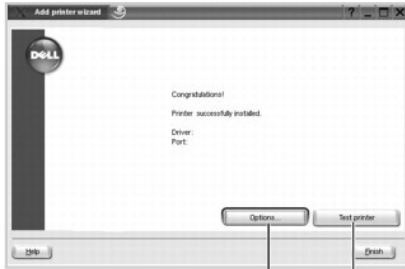 Add printer wizard
DELL
Congratulations!
Printer successfully installed.
Driver:
Port:
Options...
Test printer
Help
Finish